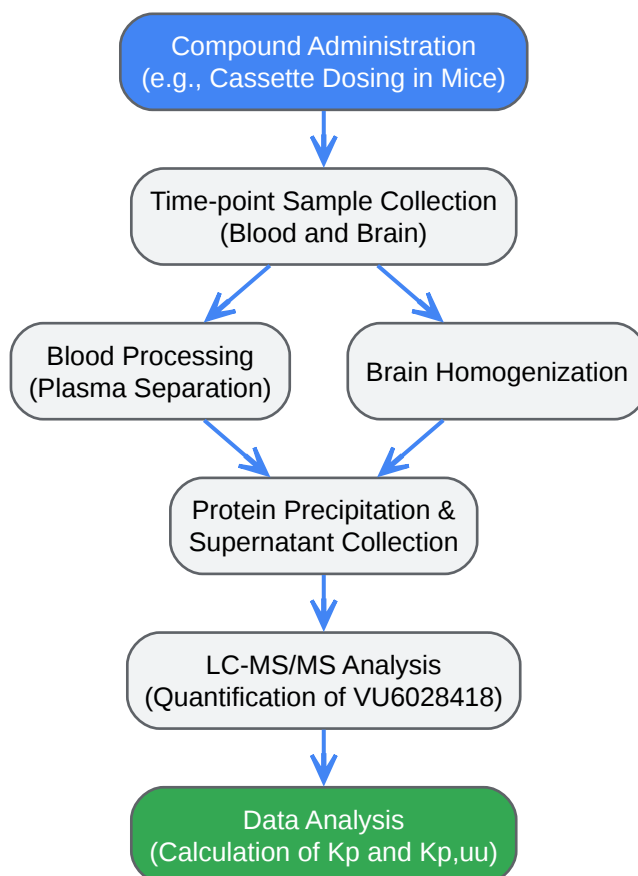 Compound Administration
(e.g., Cassette Dosing in Mice)
Time-point Sample Collection
(Blood and Brain)
Blood Processing
(Plasma Separation)
Brain Homogenization
Protein Precipitation &
Supernatant Collection
LC-MS/MS Analysis
(Quantification of VU6028418)
Data Analysis
(Calculation of Kp and Kp,uu)